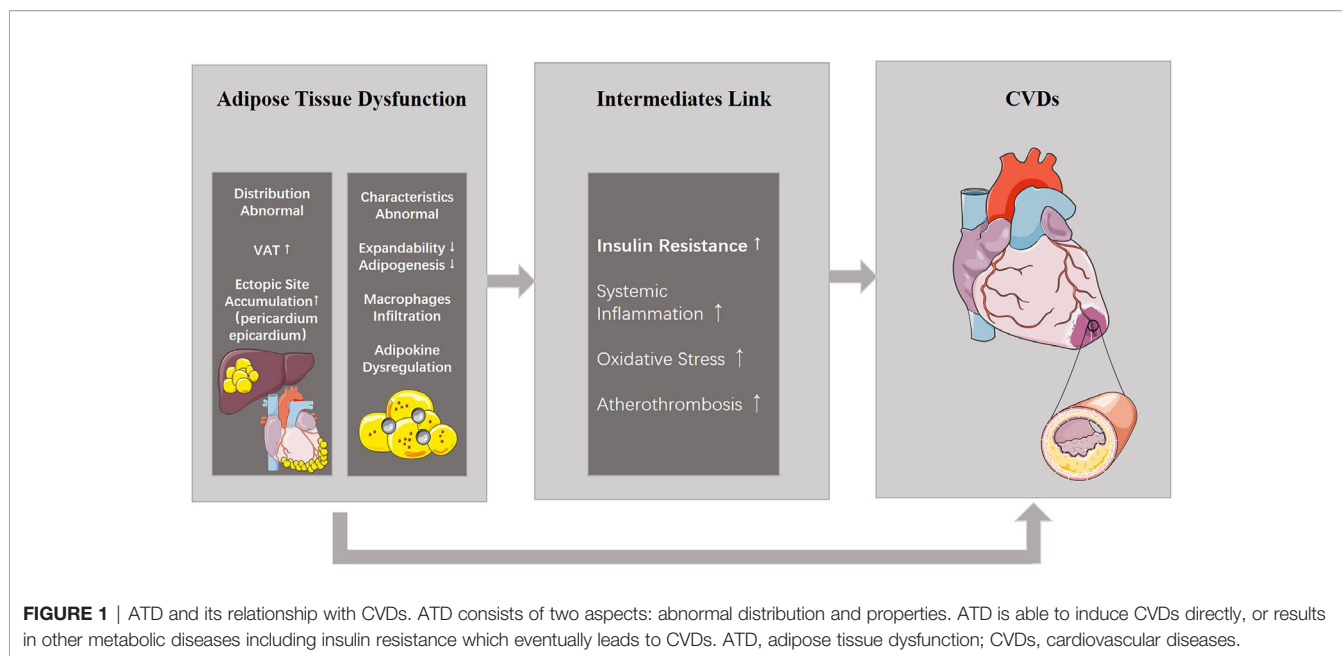 Adipose Tissue Dysfunction
Distribution
Abnormal
VAT ↑
Ectopic Site
Accumulation↑
(pericardium
epicardium)
Characteristics
Abnormal
Expandability ↓
Adipogenesis ↓
Macrophages
Infiltration
Adipokine
Dysregulation
Intermediates Link
Insulin Resistance ↑
Systemic
Inflammation ↑
Oxidative Stress ↑
Atherothrombosis ↑
CVDs
FIGURE 1 | ATD and its relationship with CVDs. ATD consists of two aspects: abnormal distribution and properties. ATD is able to induce CVDs directly, or results
in other metabolic diseases including insulin resistance which eventually leads to CVDs. ATD, adipose tissue dysfunction; CVDs, cardiovascular diseases.